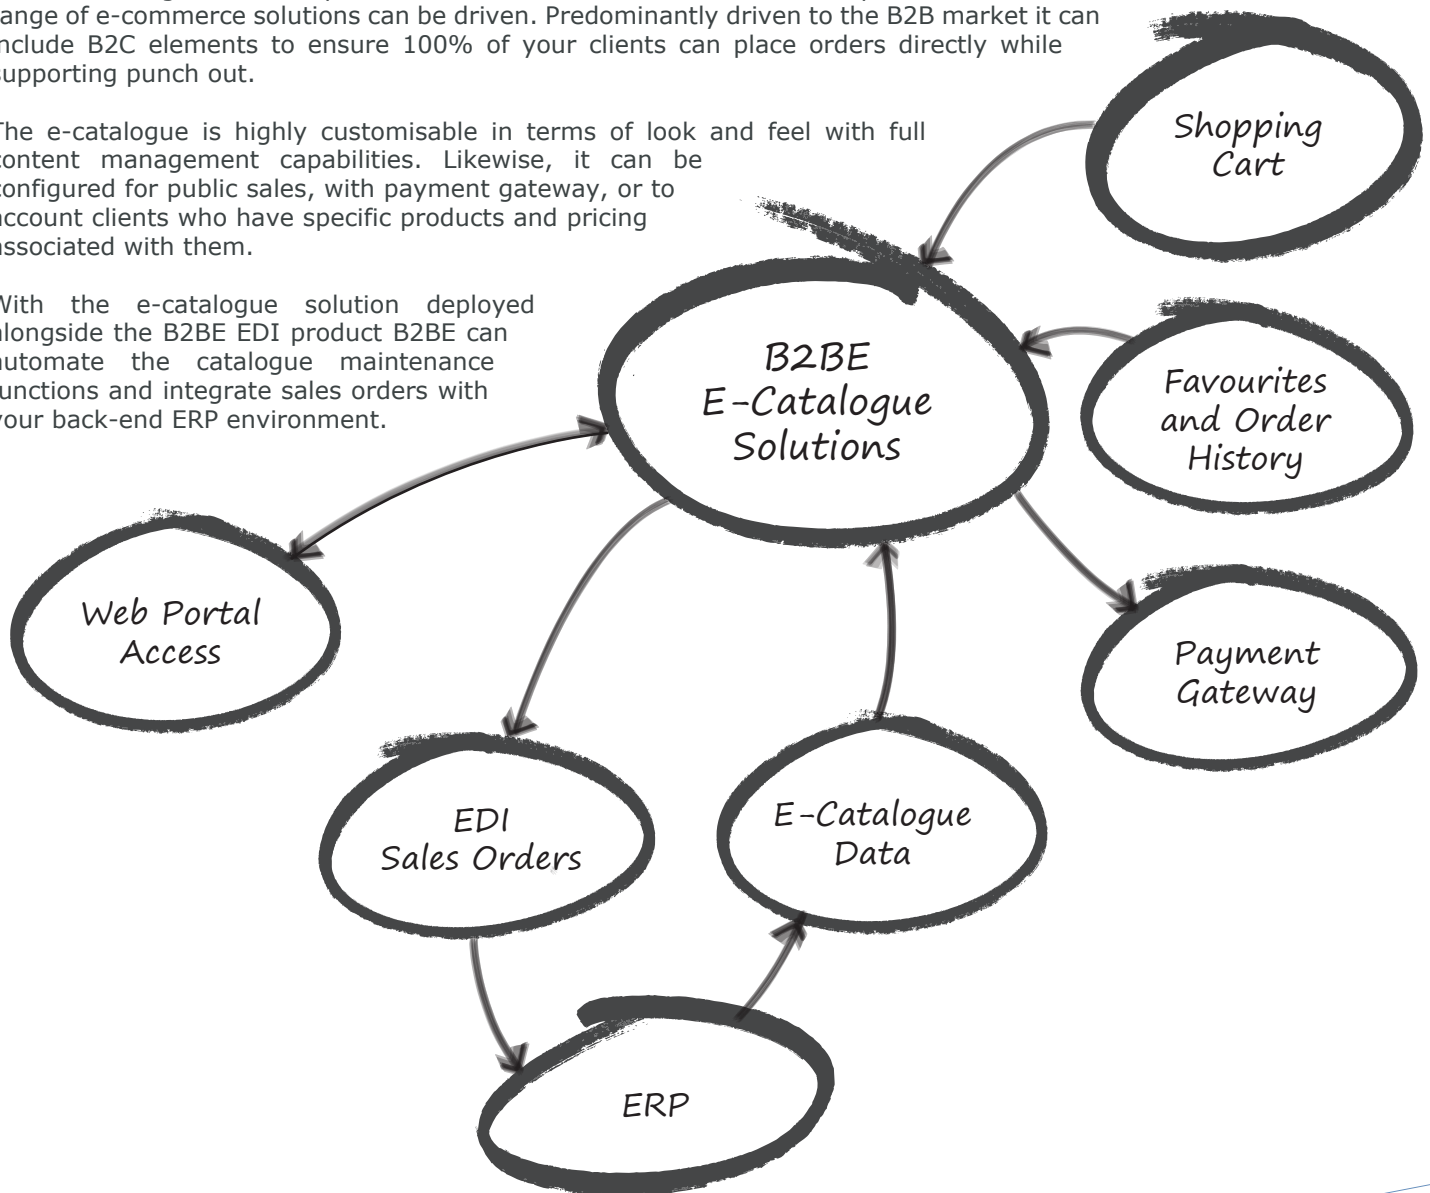 range of e-commerce solutions can be driven. Predominantly driven to the B2B market it can
include B2C elements to ensure 100% of your clients can place orders directly while
supporting punch out.
The e-catalogue is highly customisable in terms of look and feel with full
content management capabilities. Likewise, it can be
configured for public sales, with payment gateway, or to
account clients who have specific products and pricing
associated with them.
With the e-catalogue solution deployed
alongside the B2BE EDI product B2BE can
automate the catalogue maintenance
functions and integrate sales orders with
your back-end ERP environment.
Shopping
Cart
B2BE
E-Catalogue
Solutions
Favourites
and Order
History
Web Portal
Access
Payment
Gateway
EDI
Sales Orders
E-Catalogue
Data
ERP